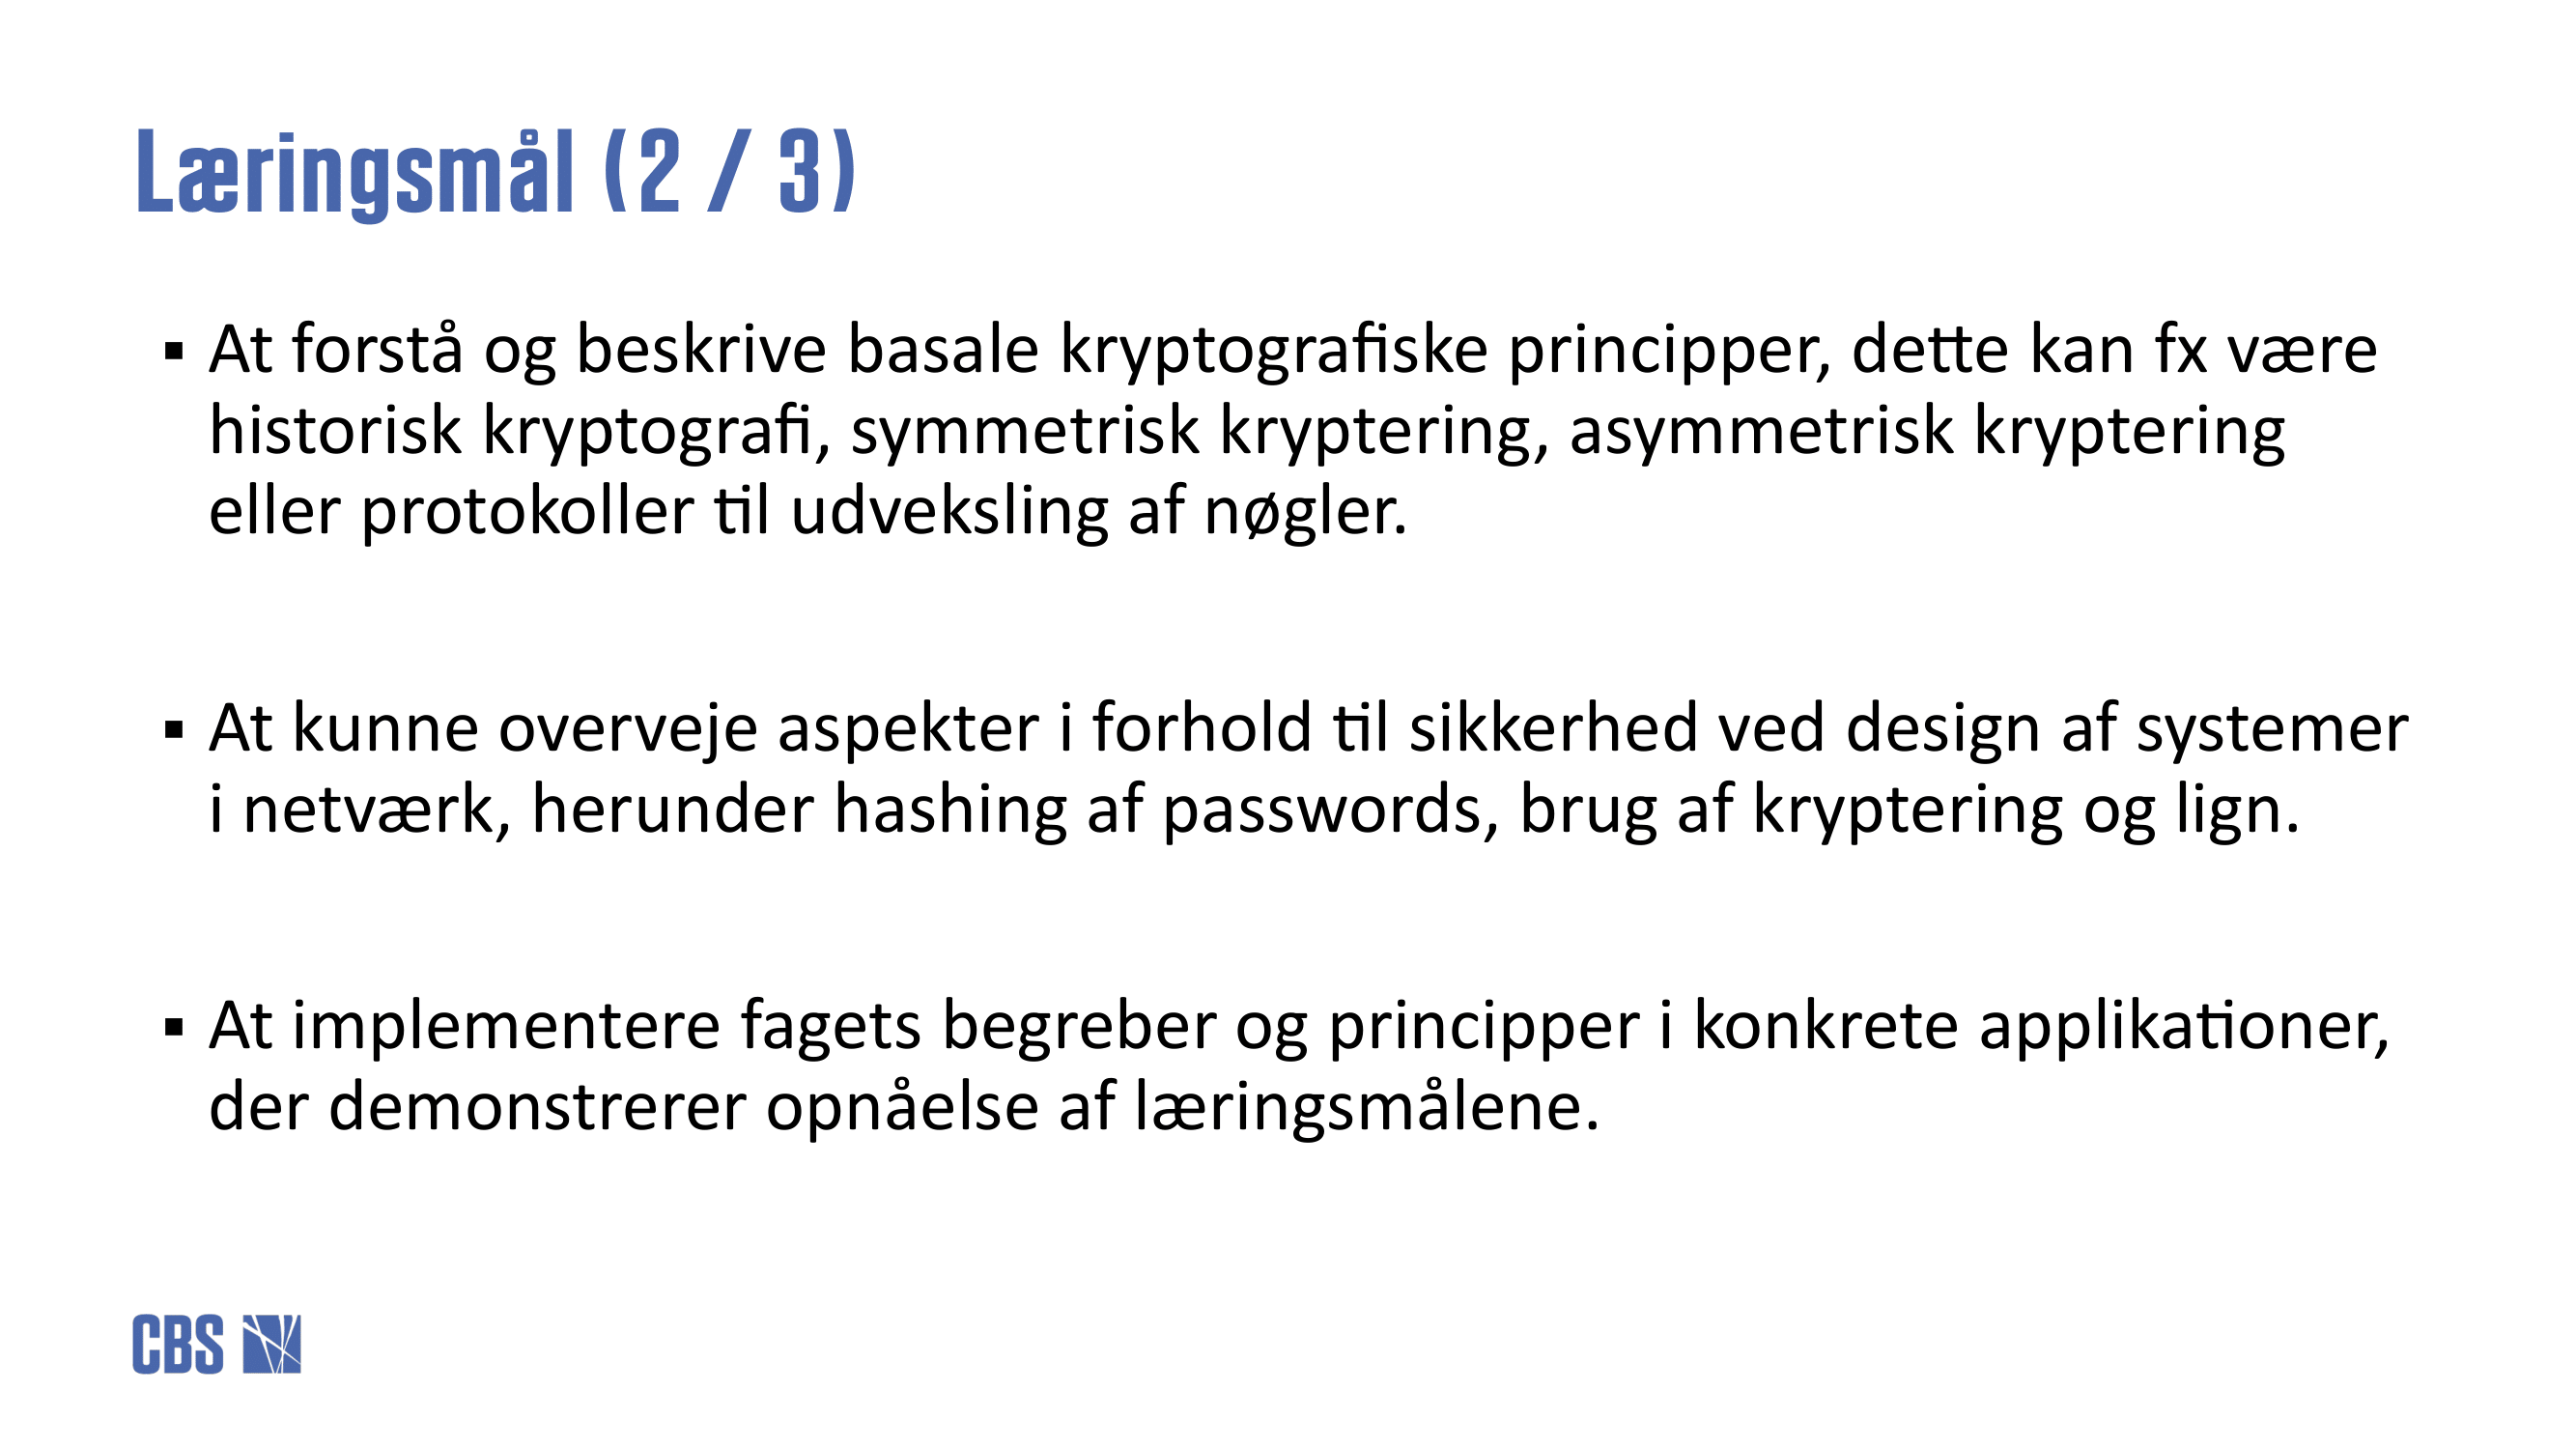 Læringsmål (2 / 3)
▪ At forstå og beskrive basale kryptografiske principper, dette kan fx være
historisk kryptografi, symmetrisk kryptering, asymmetrisk kryptering
eller protokoller til udveksling af nøgler.
▪ At kunne overveje aspekter i forhold til sikkerhed ved design af systemer
i netværk, herunder hashing af passwords, brug af kryptering og lign.
▪ At implementere fagets begreber og principper i konkrete applikationer,
der demonstrerer opnåelse af læringsmålene.
CBS